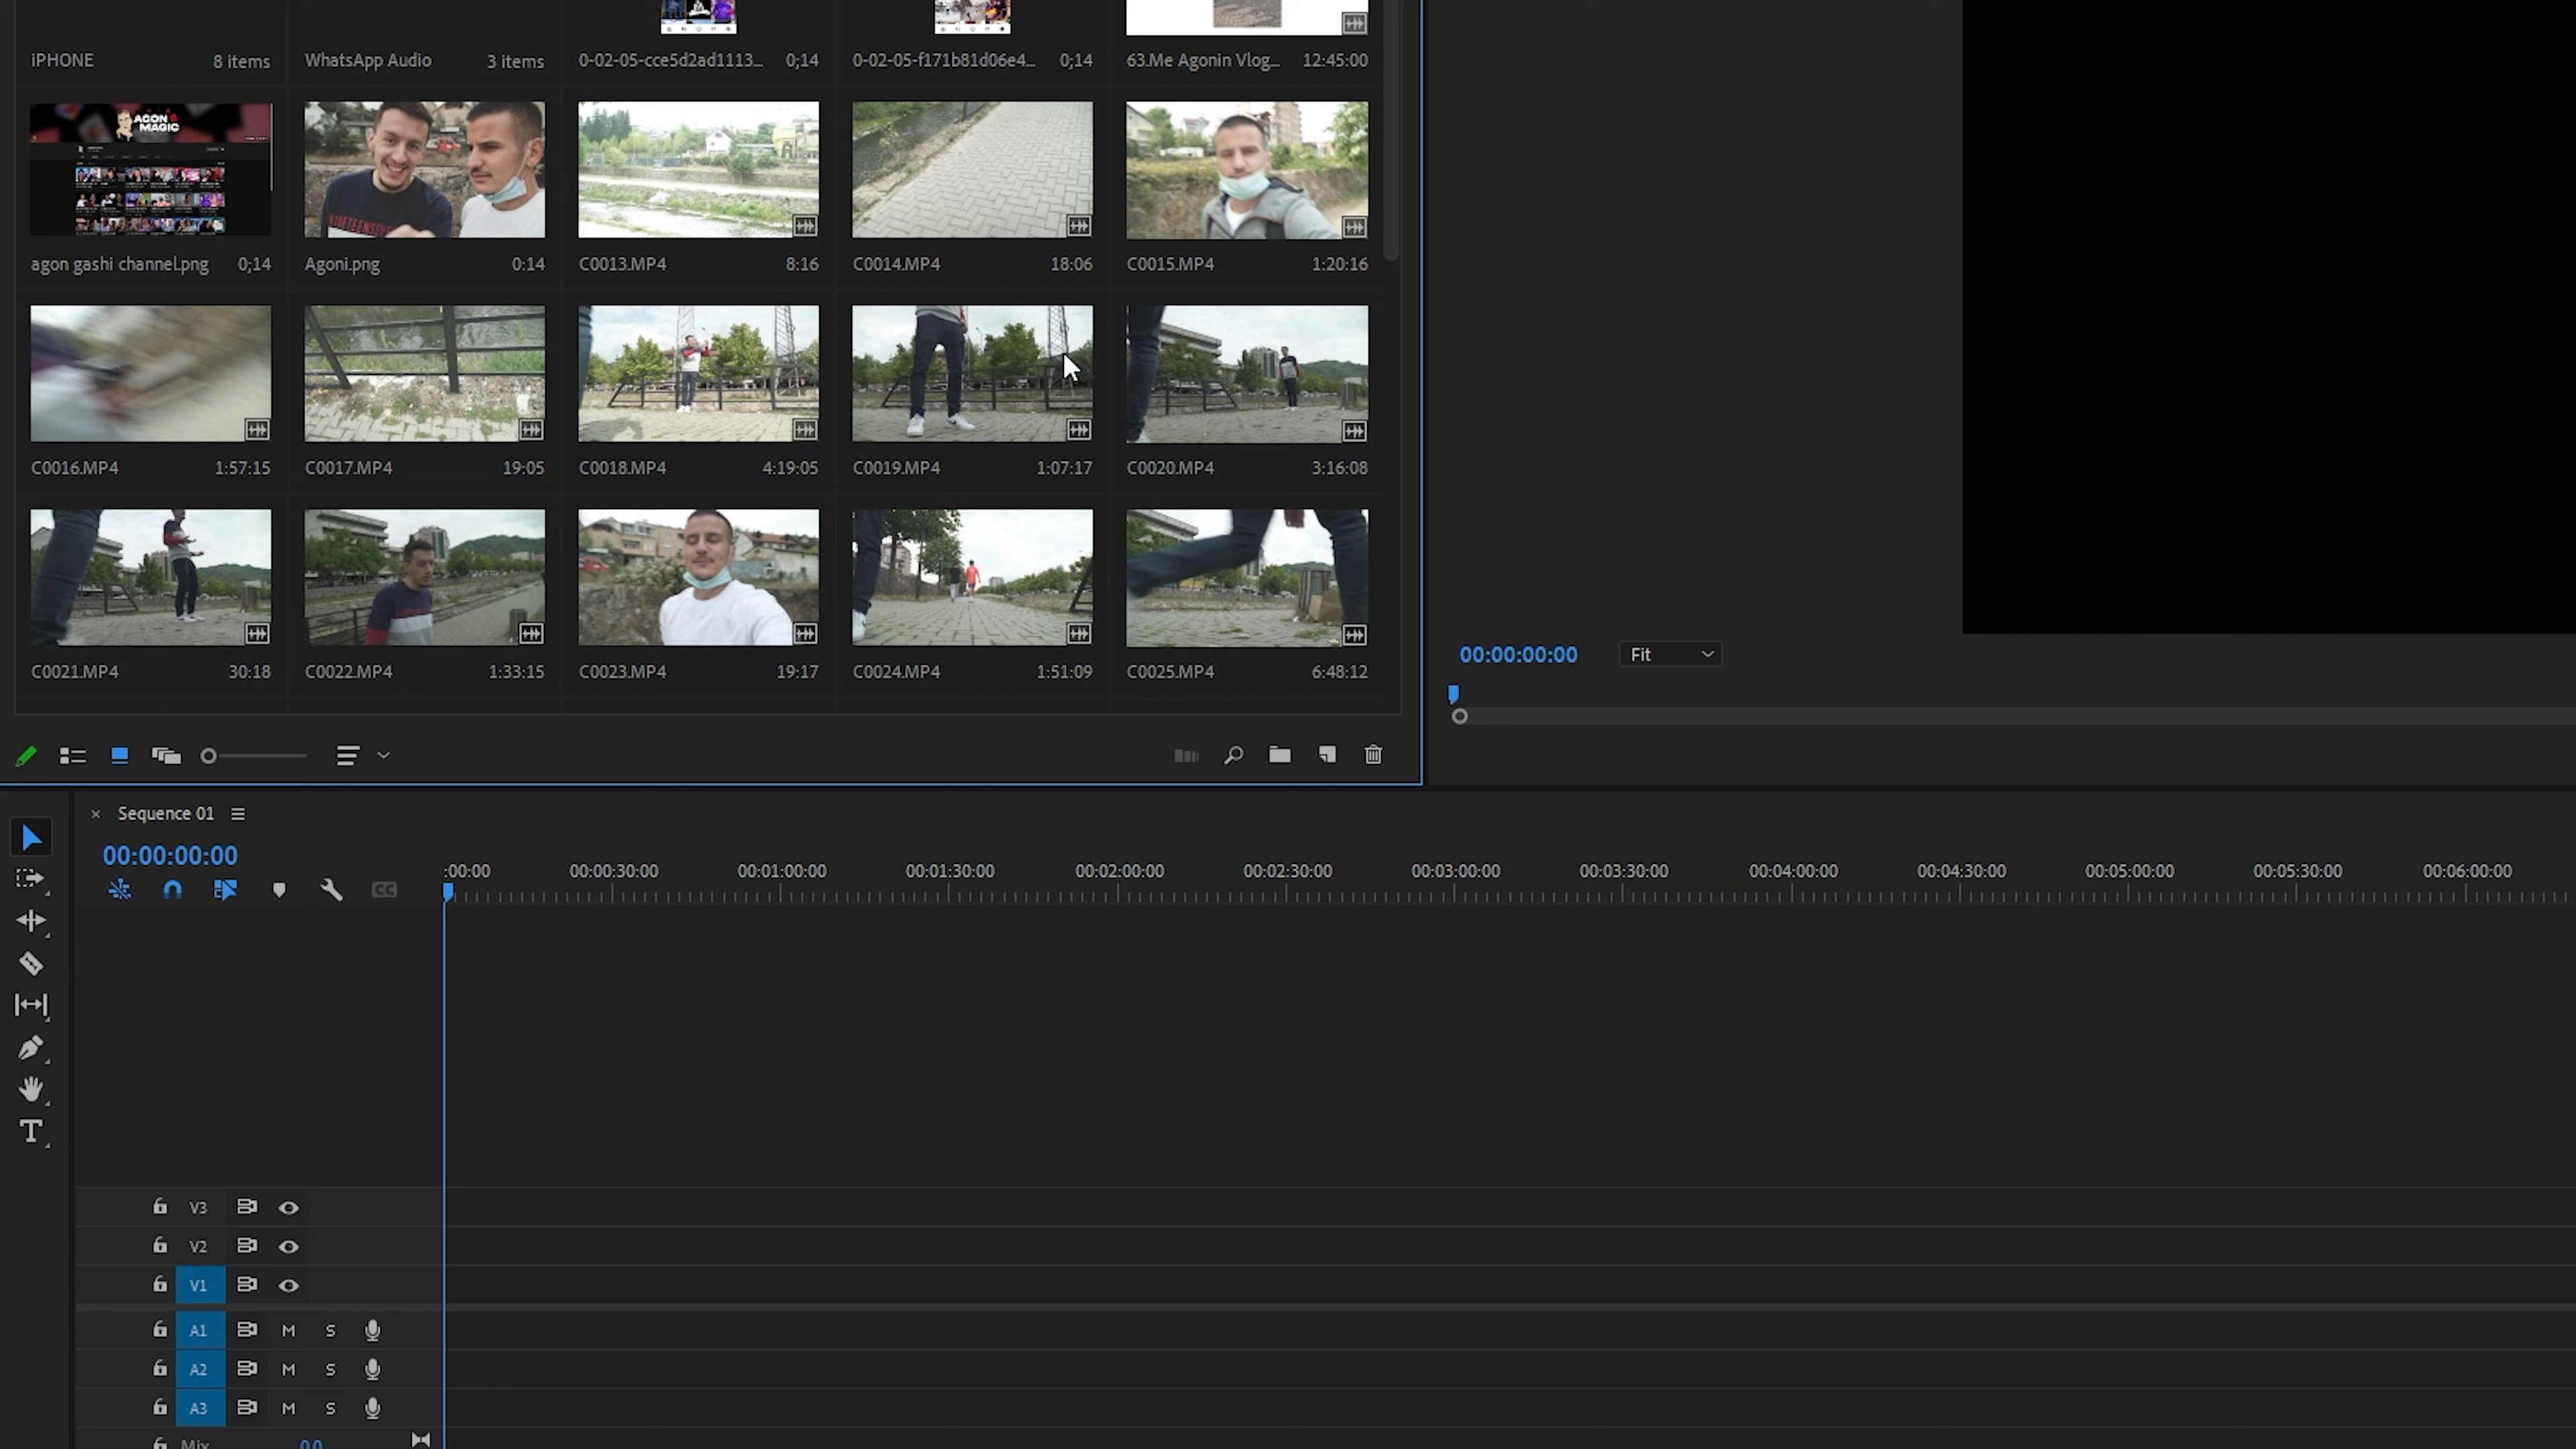 iPHONE 8 items WhatsApp Audio 3 items 0-02-05-cce5d2ad1113... 0;14 0-02-05-f171b81d06e4... 0;14 63.Me Agonin Vlog... 12:45:00
AGON MAGIC
NINETEENSTYLE
agon gashi channel.png 0;14 Agoni.png 0:14 C0013.MP4 8:16 C0014.MP4 18:06 C0015.MP4 1:20:16
C0016.MP4 1:57:15 C0017.MP4 19:05 C0018.MP4 4:19:05 C0019.MP4 1:07:17 C0020.MP4 3:16:08
C0021.MP4 30:18 C0022.MP4 1:33:15 C0023.MP4 19:17 C0024.MP4 1:51:09 C0025.MP4 6:48:12
00:00:00:00 Fit
Sequence 01
00:00:00:00
:00:00 00:00:30:00 00:01:00:00 00:01:30:00 00:02:00:00 00:02:30:00 00:03:00:00 00:03:30:00 00:04:00:00 00:04:30:00 00:05:00:00 00:05:30:00 00:06:00:00
CC
T
V3
V2
V1
A1 M S
A2 M S
A3 M S
Mix 0.0